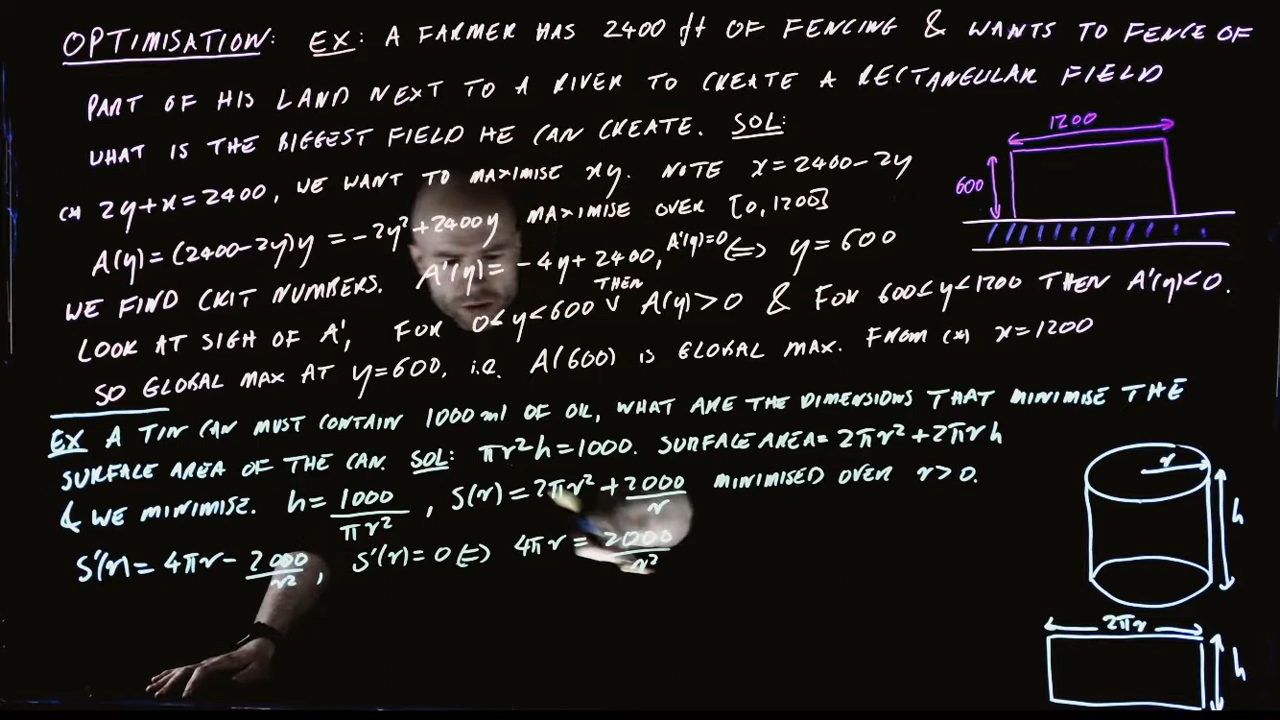 OPTIMISATION: EX: A FARMER HAS 2400 ft OF FENCING & WANTS TO FENCE OF
PART OF HIS LAND NEXT TO A RIVER TO CREATE A RECTANGULAR FIELD
WHAT IS THE BIGGEST FIELD HE CAN CREATE. SOL:
(*) 2y+x=2400, WE WANT TO MAXIMISE xy. NOTE x=2400-2y
A(y)=(2400-2y)y=-2y²+2400y MAXIMISE OVER [0,1200]
WE FIND CRIT NUMBERS. A'(y)=-4y+2400, A'(y)=0 <=> y=600
LOOK AT SIGN OF A', FOR 0<y<600 THEN ∨ A(y)>0 & FOR 600<y<1200 THEN A'(y)<0.
SO GLOBAL MAX AT y=600, i.e. A(600) IS GLOBAL MAX. FROM (*) x=1200
1200
600
EX A TIN CAN MUST CONTAIN 1000ml OF OIL, WHAT ARE THE DIMENSIONS THAT MINIMISE THE
SURFACE AREA OF THE CAN. SOL: πr²h=1000. SURFACE AREA=2πr²+2πrh
& WE MINIMISE. h=1000/πr², S(r)=2πr²+2000/r MINIMISED OVER r>0.
S'(r)=4πr-2000/r², S'(r)=0 <=> 4πr=2000/r²
r
h
2πr
h